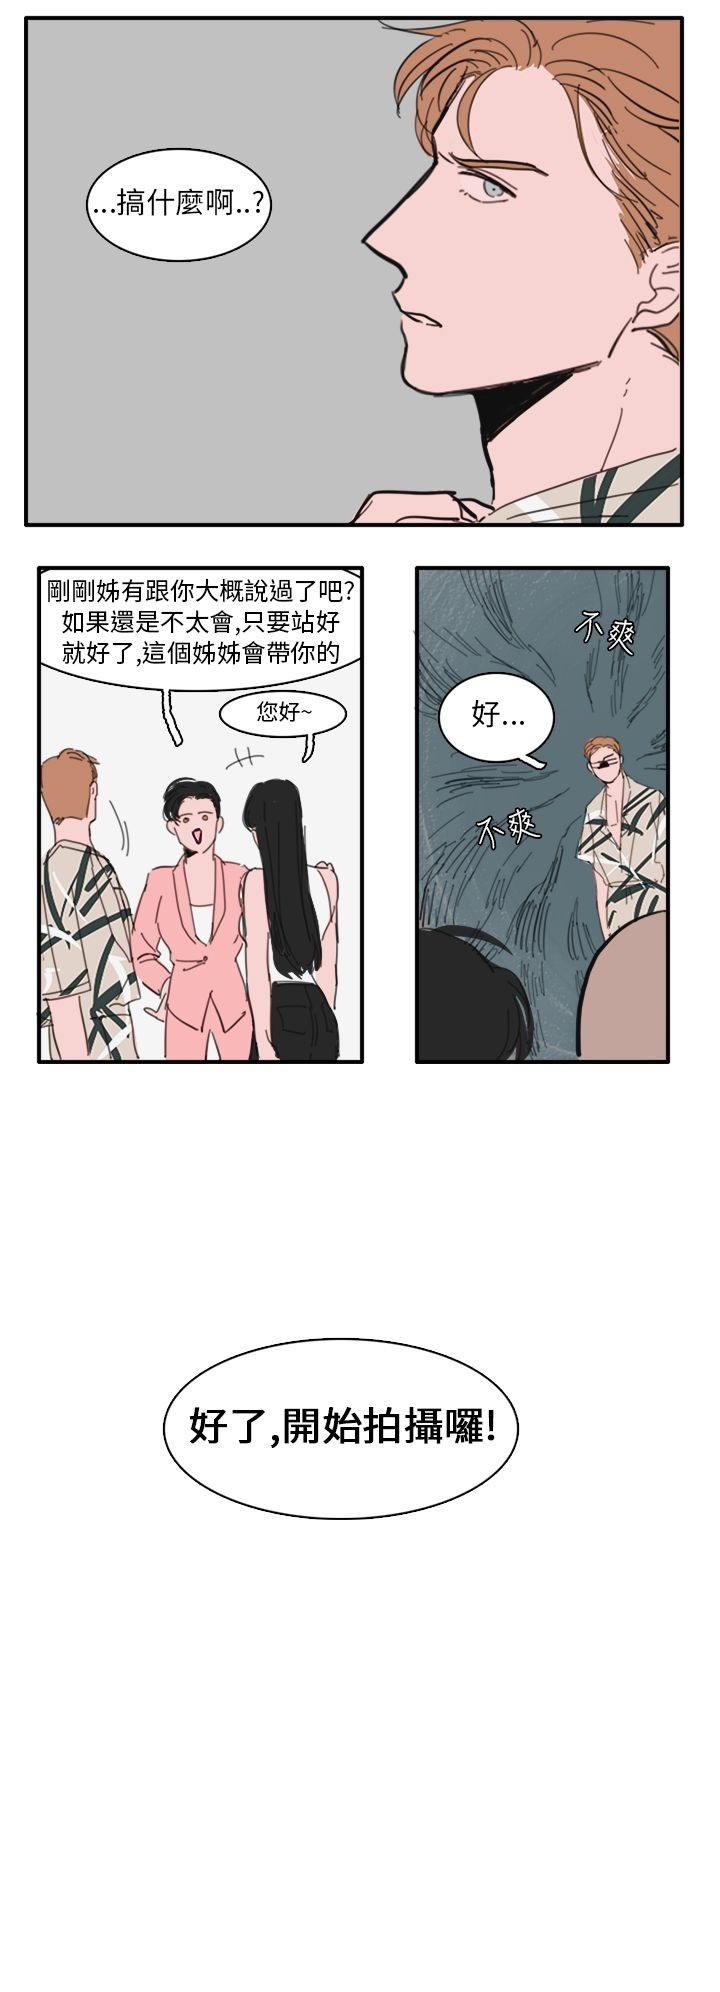 ...搞什麼啊..?
剛剛姊有跟你大概說過了吧?
如果還是不太會,只要站好
就好了,這個姊姊會帶你的
您好~
不爽
好...
不爽
好了,開始拍攝囉!